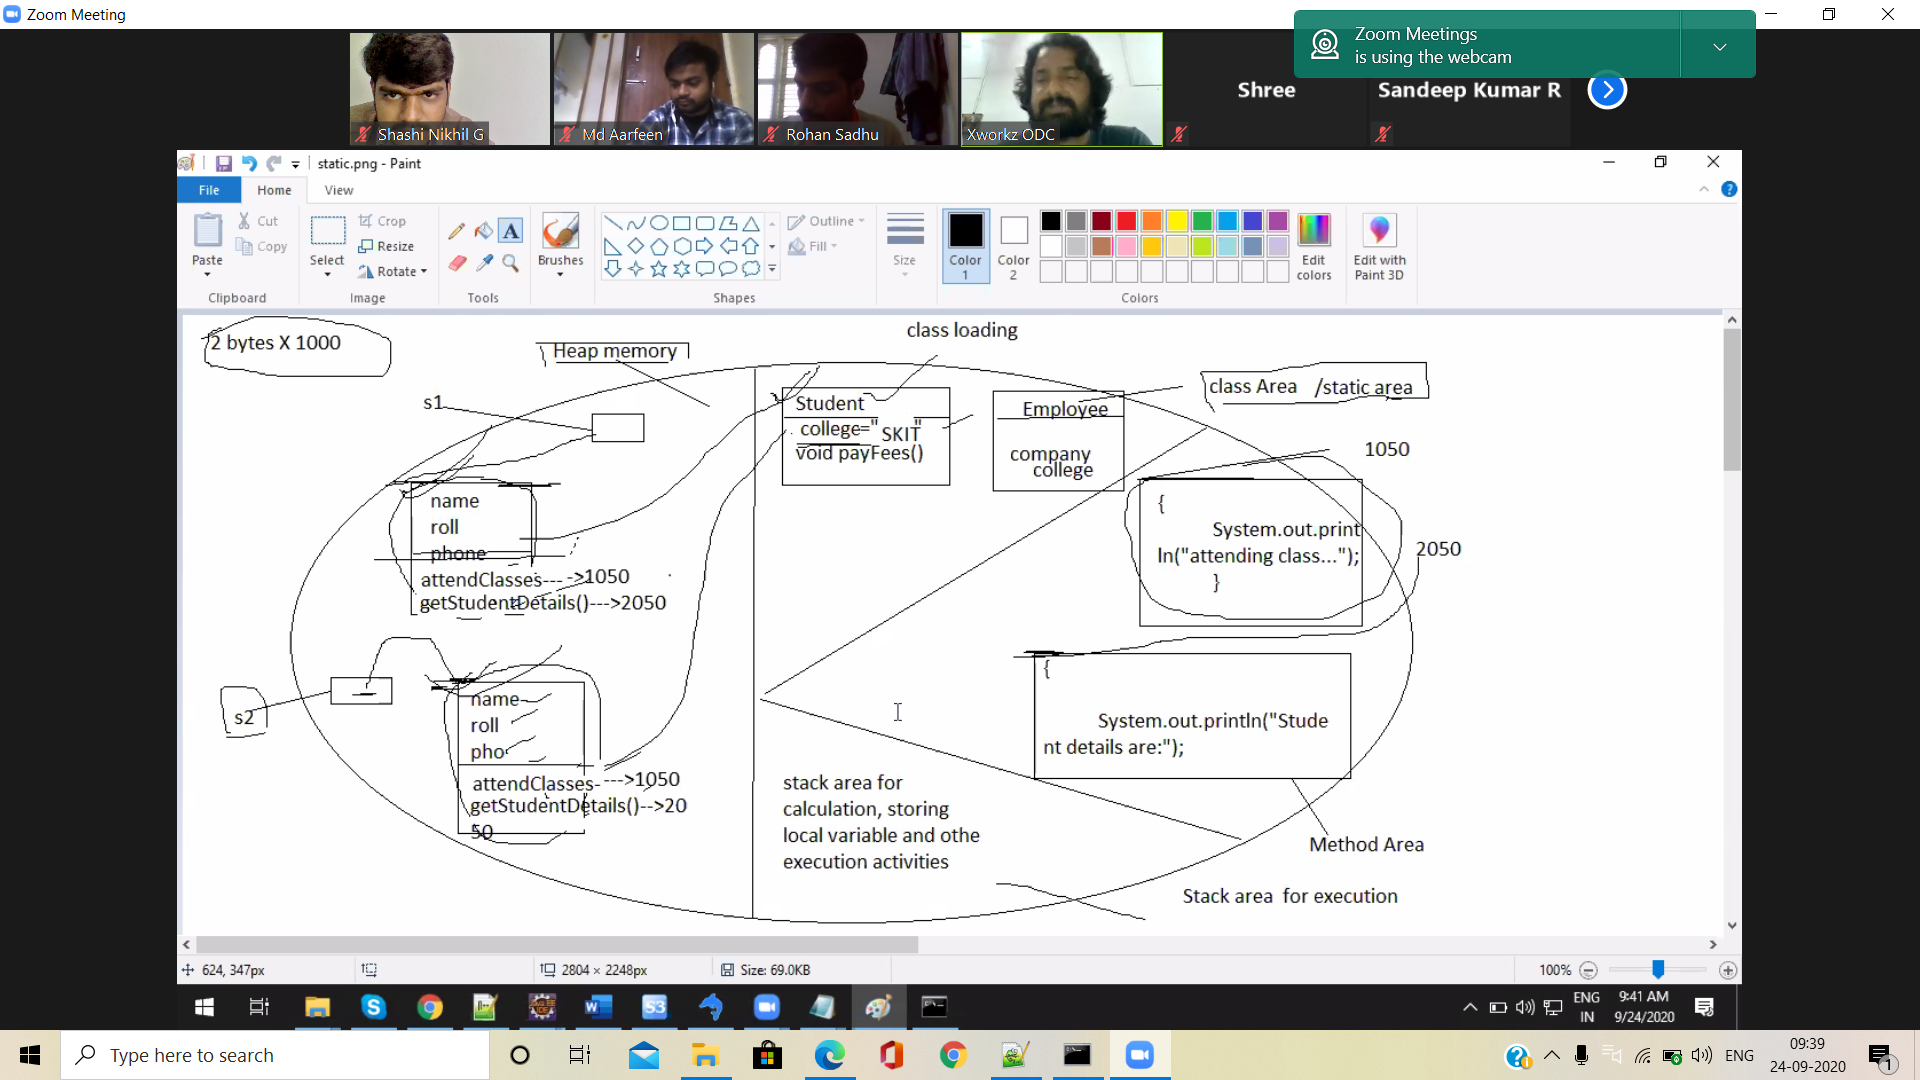 Zoom Meeting
Zoom Meetings
is using the webcam
Shashi Nikhil G
Md Aarfeen
Rohan Sadhu
Xworkz ODC
Shree
Sandeep Kumar R
static.png - Paint
File
Home
View
Paste
Cut
Copy
Clipboard
Select
Crop
Resize
Rotate
Image
A
Tools
Brushes
Outline
Fill
Shapes
Size
Color
1
Color
2
Edit
colors
Edit with
Paint 3D
Colors
2 bytes X 1000
Heap memory
class loading
s1
Student
college=" SKIT"
void payFees()
Employee
company
college
class Area /static area
1050
name
roll
phone
attendClasses--- ->1050
getStudentDetails()--->2050
{
System.out.print
ln("attending class...");
}
2050
s2
name
roll
pho
attendClasses- --->1050
getStudentDetails()-->20
50
{
System.out.println("Stude
nt details are:");
stack area for
calculation, storing
local variable and othe
execution activities
Method Area
Stack area for execution
624, 347px
2804 × 2248px
Size: 69.0KB
100%
ENG
IN
9:41 AM
9/24/2020
Type here to search
ENG
09:39
24-09-2020
1